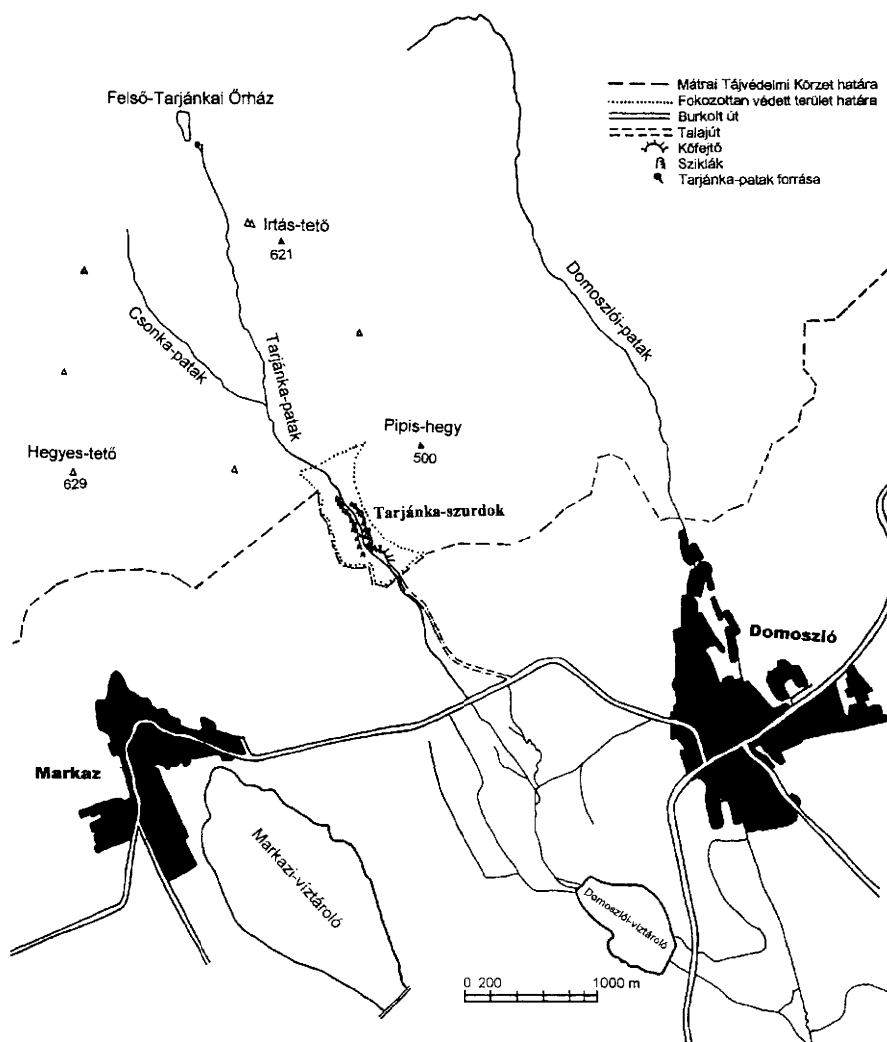 Felső-Tarjánkai Őrház
Mátrai Tájvédelmi Körzet határa
Fokozottan védett terület határa
Burkolt út
Talajút
Kőfejtő
Sziklák
Tarjánka-patak forrása
Irtás-tető
621
Domoszlói-patak
Csonka-patak
Tarjánka-patak
Pipis-hegy
500
Hegyes-tető
629
Tarjánka-szurdok
Domoszló
Markaz
Markazi-víztároló
Domoszlói-víztároló
0 200 1000 m